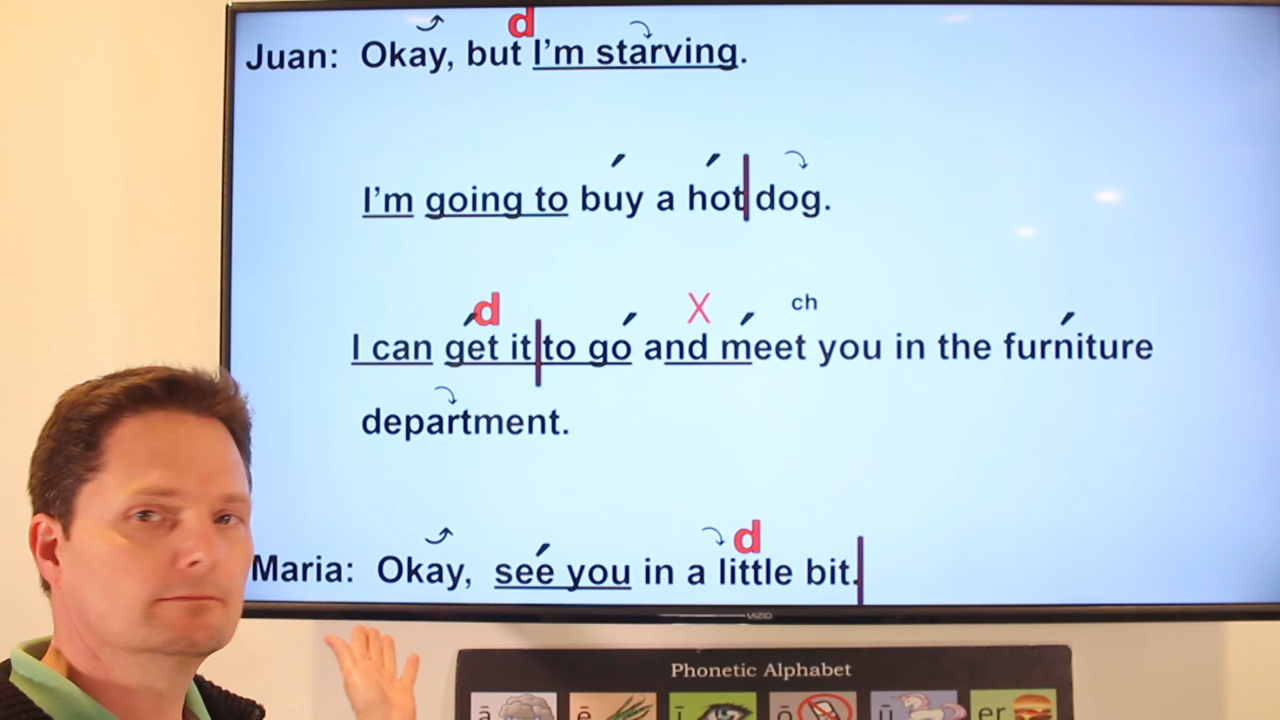 d
Juan: Okay, but I'm starving.
I'm going to buy a hot dog.
d X ch
I can get it to go and meet you in the furniture
department.
d
Maria: Okay, see you in a little bit.
VIZIO
Phonetic Alphabet
ā ē ī ō ū er